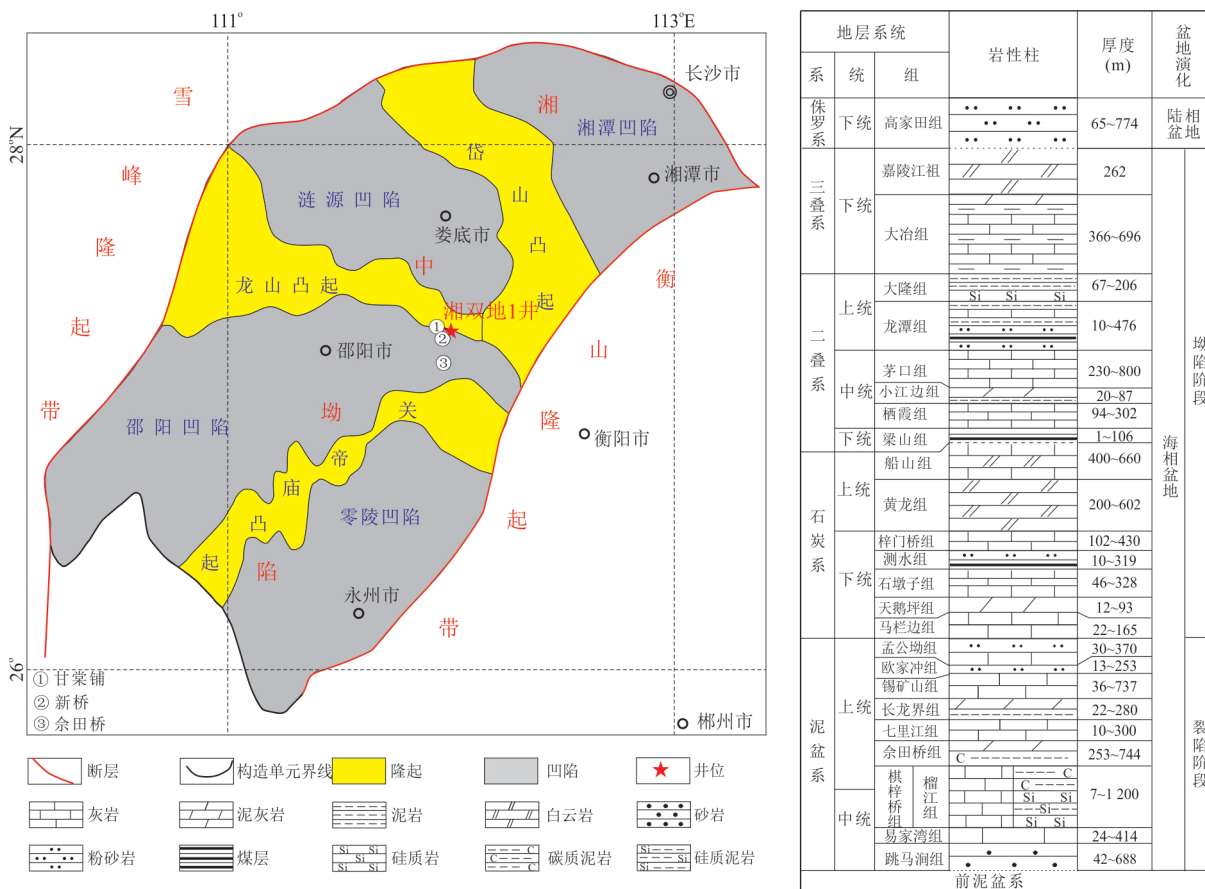 111°
113°E
28°N
26°
雪峰隆起带
湘中坳陷
衡山隆起带
长沙市
湘潭凹陷
湘潭市
岱山凸起
涟源凹陷
娄底市
龙山凸起
湘双地1井
①
②
③
邵阳市
邵阳凹陷
关帝庙凸起
衡阳市
零陵凹陷
永州市
郴州市
① 甘棠铺
② 新桥
③ 佘田桥
断层
构造单元界线
隆起
凹陷
井位
灰岩
泥灰岩
泥岩
白云岩
砂岩
粉砂岩
煤层
Si
硅质岩
C
碳质泥岩
Si
硅质泥岩
地层系统
岩性柱
厚度
(m)
盆地演化
系
统
组
侏罗系
下统
高家田组
65~774
陆相盆地
三叠系
下统
嘉陵江祖
262
大冶组
366~696
二叠系
上统
大隆组
Si Si Si
67~206
龙潭组
10~476
坳陷阶段
中统
茅口组
230~800
小江边组
20~87
栖霞组
94~302
下统
梁山组
1~106
海相盆地
石炭系
上统
船山组
400~660
黄龙组
200~602
下统
梓门桥组
102~430
测水组
10~319
石墩子组
46~328
天鹅坪组
12~93
马栏边组
22~165
泥盆系
上统
孟公坳组
30~370
欧家冲组
13~253
锡矿山组
36~737
长龙界组
22~280
七里江组
10~300
佘田桥组
C
253~744
裂陷阶段
中统
棋梓桥组
榴江组
C
C
Si Si
Si
Si Si
7~1 200
易家湾组
24~414
跳马涧组
42~688
前泥盆系